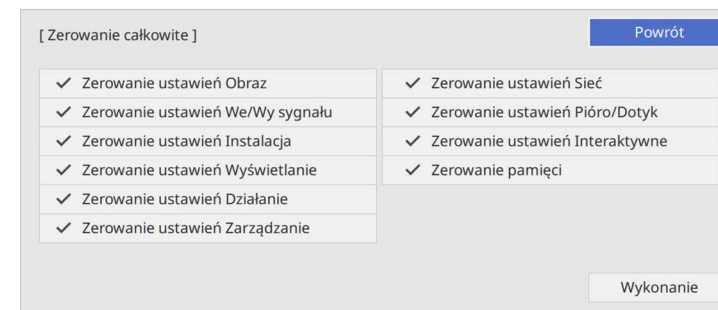 [ Zerowanie całkowite ]
Powrót
Zerowanie ustawień Obraz
Zerowanie ustawień We/Wy sygnału
Zerowanie ustawień Instalacja
Zerowanie ustawień Wyświetlanie
Zerowanie ustawień Działanie
Zerowanie ustawień Zarządzanie
Zerowanie ustawień Sieć
Zerowanie ustawień Pióro/Dotyk
Zerowanie ustawień Interaktywne
Zerowanie pamięci
Wykonanie